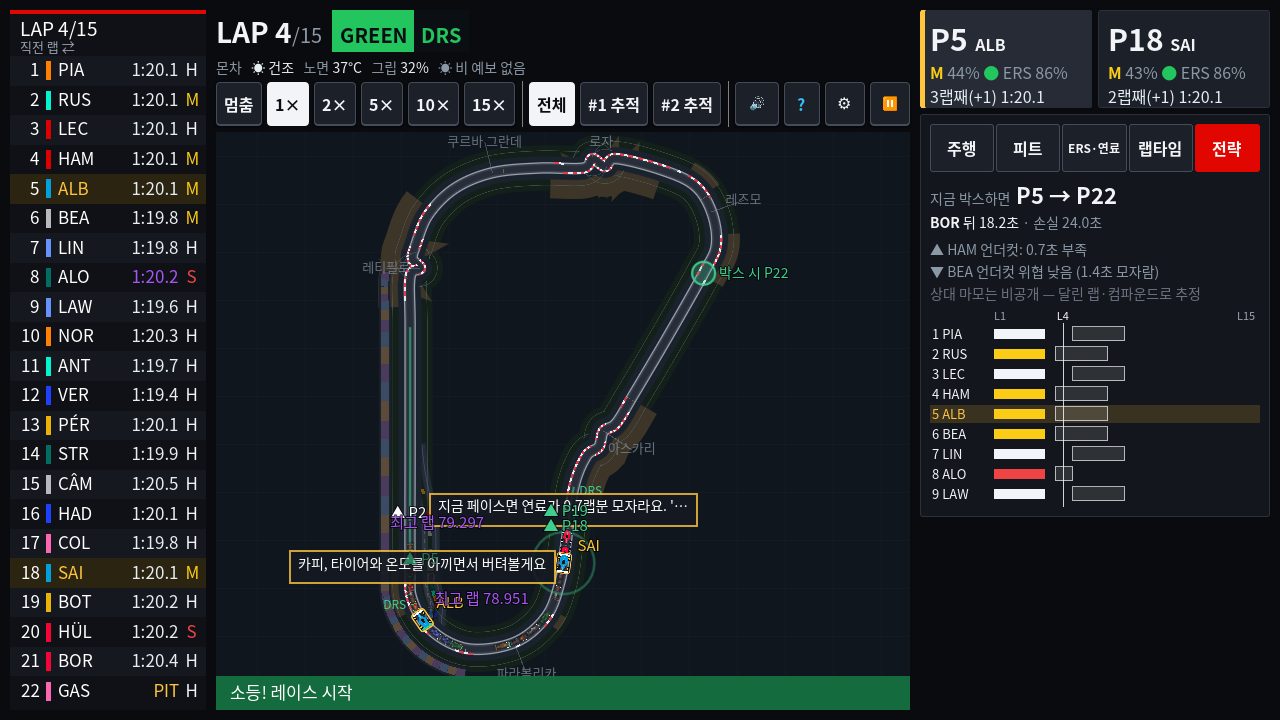 LAP 4/15
직전 랩 ⇄
1 PIA 1:20.1 H
2 RUS 1:20.1 M
3 LEC 1:20.1 H
4 HAM 1:20.1 M
5 ALB 1:20.1 M
6 BEA 1:19.8 M
7 LIN 1:19.8 H
8 ALO 1:20.2 S
9 LAW 1:19.6 H
10 NOR 1:20.3 H
11 ANT 1:19.7 H
12 VER 1:19.4 H
13 PÉR 1:20.1 H
14 STR 1:19.9 H
15 CÂM 1:20.5 H
16 HAD 1:20.1 H
17 COL 1:19.8 H
18 SAI 1:20.1 M
19 BOT 1:20.2 H
20 HÜL 1:20.2 S
21 BOR 1:20.4 H
22 GAS PIT H
LAP 4/15 GREEN DRS
몬차 건조 노면 37°C 그립 32% 비 예보 없음
멈춤 1× 2× 5× 10× 15× 전체 #1 추적 #2 추적 ?
쿠르바 그란데
로자
레즈모
박스 시 P22
아스카리
DRS
지금 페이스면 연료가 0.7랩분 모자라요. '…
P19
P18
최고 랩 79.297
SAI
카피, 타이어와 온도를 아끼면서 버텨볼게요
DRS
ALB
최고 랩 78.951
파라볼리카
소등! 레이스 시작
P5 ALB
M 44% ERS 86%
3랩째(+1) 1:20.1
P18 SAI
M 43% ERS 86%
2랩째(+1) 1:20.1
주행 피트 ERS·연료 랩타임 전략
지금 박스하면 P5 → P22
BOR 뒤 18.2초 · 손실 24.0초
▲ HAM 언더컷: 0.7초 부족
▼ BEA 언더컷 위협 낮음 (1.4초 모자람)
상대 마모는 비공개 — 달린 랩·컴파운드로 추정
L1 L4 L15
1 PIA
2 RUS
3 LEC
4 HAM
5 ALB
6 BEA
7 LIN
8 ALO
9 LAW